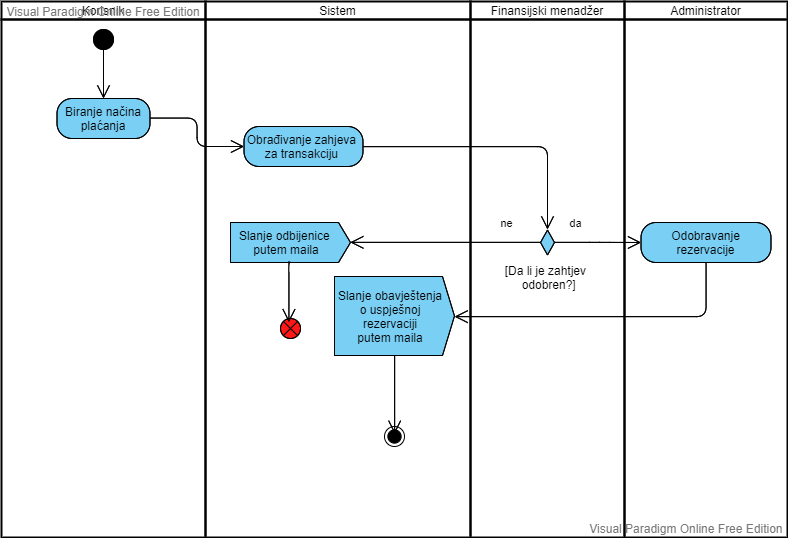 Visual Paradigm Online Free Edition
Korisnik
Sistem
Finansijski menadžer
Administrator
Biranje načina
plaćanja
Obrađivanje zahjeva
za transakciju
ne
da
Slanje odbijenice
putem maila
Odobravanje
rezervacije
[Da li je zahtjev
odobren?]
Slanje obavještenja
o uspješnoj
rezervaciji
putem maila
Visual Paradigm Online Free Edition